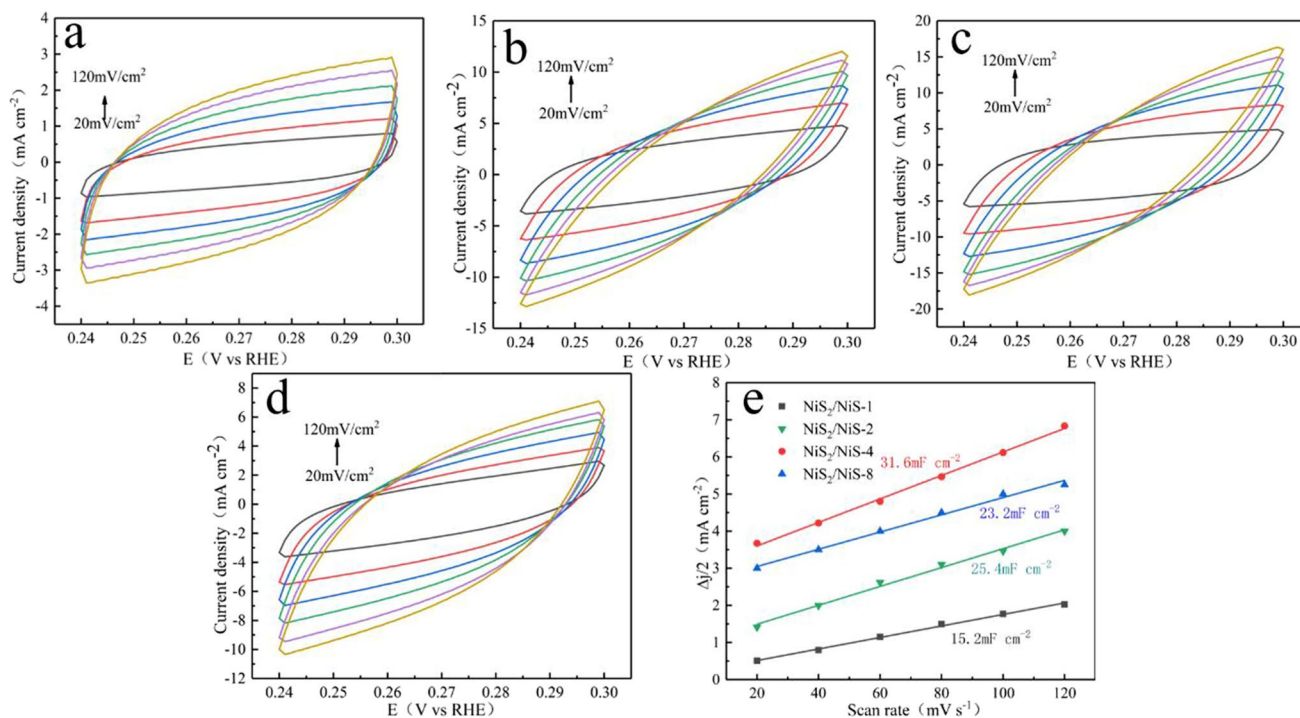 a
4
3
2
1
0
-1
-2
-3
-4
120mV/cm²
20mV/cm²
Current density（mA cm⁻²）
0.24 0.25 0.26 0.27 0.28 0.29 0.30
E（V vs RHE）
b
15
10
5
0
-5
-10
-15
120mV/cm²
20mV/cm²
Current density（mA cm⁻²）
0.24 0.25 0.26 0.27 0.28 0.29 0.30
E（V vs RHE）
c
20
15
10
5
0
-5
-10
-15
-20
120mV/cm²
20mV/cm²
Current density（mA cm⁻²）
0.24 0.25 0.26 0.27 0.28 0.29 0.30
E（V vs RHE）
d
8
6
4
2
0
-2
-4
-6
-8
-10
-12
120mV/cm²
20mV/cm²
Current density（mA cm⁻²）
0.24 0.25 0.26 0.27 0.28 0.29 0.30
E（V vs RHE）
e
8
7
6
5
4
3
2
1
0
NiS₂/NiS-1
NiS₂/NiS-2
NiS₂/NiS-4
NiS₂/NiS-8
31.6mF cm⁻²
23.2mF cm⁻²
25.4mF cm⁻²
15.2mF cm⁻²
Δj/2（mA cm⁻²）
20 40 60 80 100 120
Scan rate（mV s⁻¹）